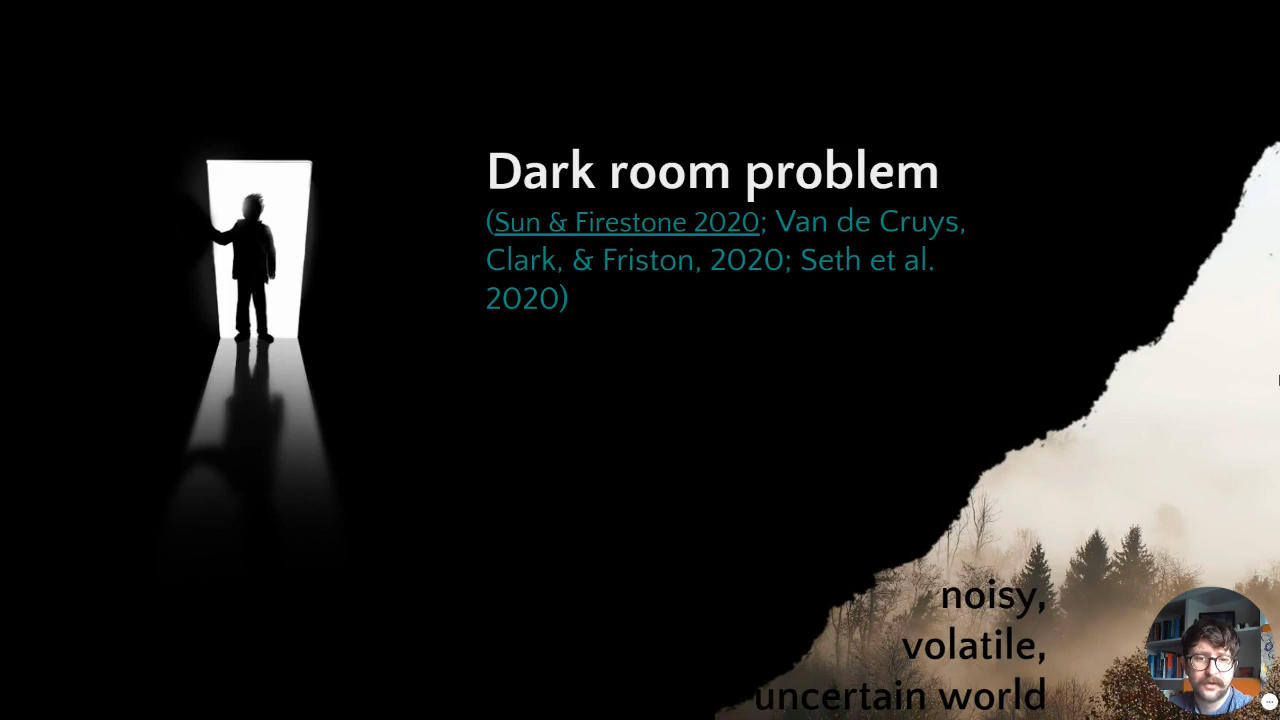 Dark room problem
(Sun & Firestone 2020; Van de Cruys,
Clark, & Friston, 2020; Seth et al.
2020)
noisy,
volatile,
uncertain world